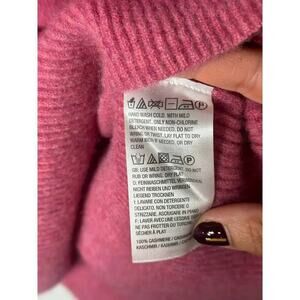 HAND WASH COLD, WITH MILD
DETERGENT, ONLY NON-CHLORINE
BLEACH WHEN NEEDED, DO NOT
WRING OR TWIST, LAY FLAT TO DRY
WARM IRON IF NEEDED, OR DRY
CLEAN
GB: USE MILD DETERGENT, DO NOT
RUB OR WRING, DRY FLAT
D: FEINWASCHMITTEL VERWENDEN,
NICHT REIBEN UND WRINGEN
LIEGEND TROCKNEN
I: LAVARE CON DETERGENTE
DELICATO, NON TORCERE O
STRIZZARE, ASCIUGARE IN PIANO
F: LAVER AVEC UNE LESSIVE
NE PAS FROTTER OU TORDRE
SÉCHER À PLAT
100% CASHMERE /
KASCHMIR /